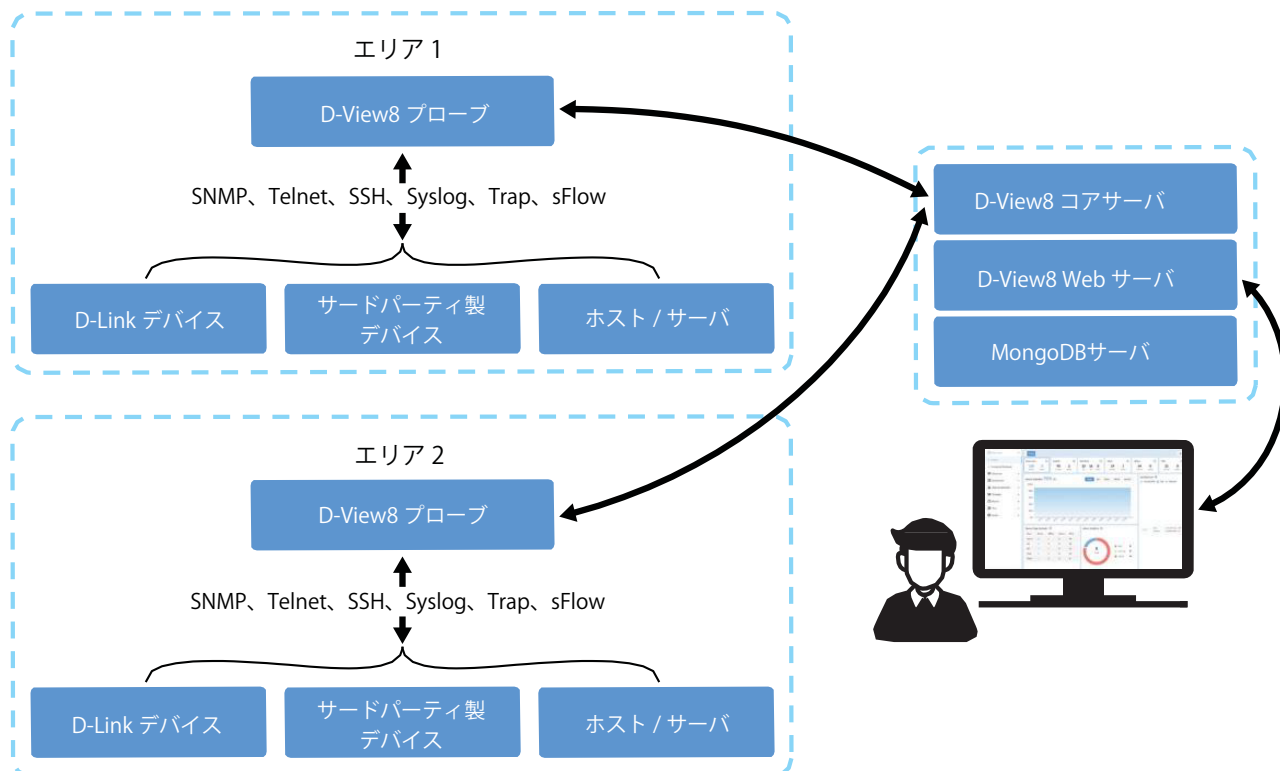 エリア 1
D-View8 プローブ
SNMP、Telnet、SSH、Syslog、Trap、sFlow
D-Link デバイス
サードパーティ製
デバイス
ホスト / サーバ
D-View8 コアサーバ
D-View8 Web サーバ
MongoDBサーバ
エリア 2
D-View8 プローブ
SNMP、Telnet、SSH、Syslog、Trap、sFlow
D-Link デバイス
サードパーティ製
デバイス
ホスト / サーバ